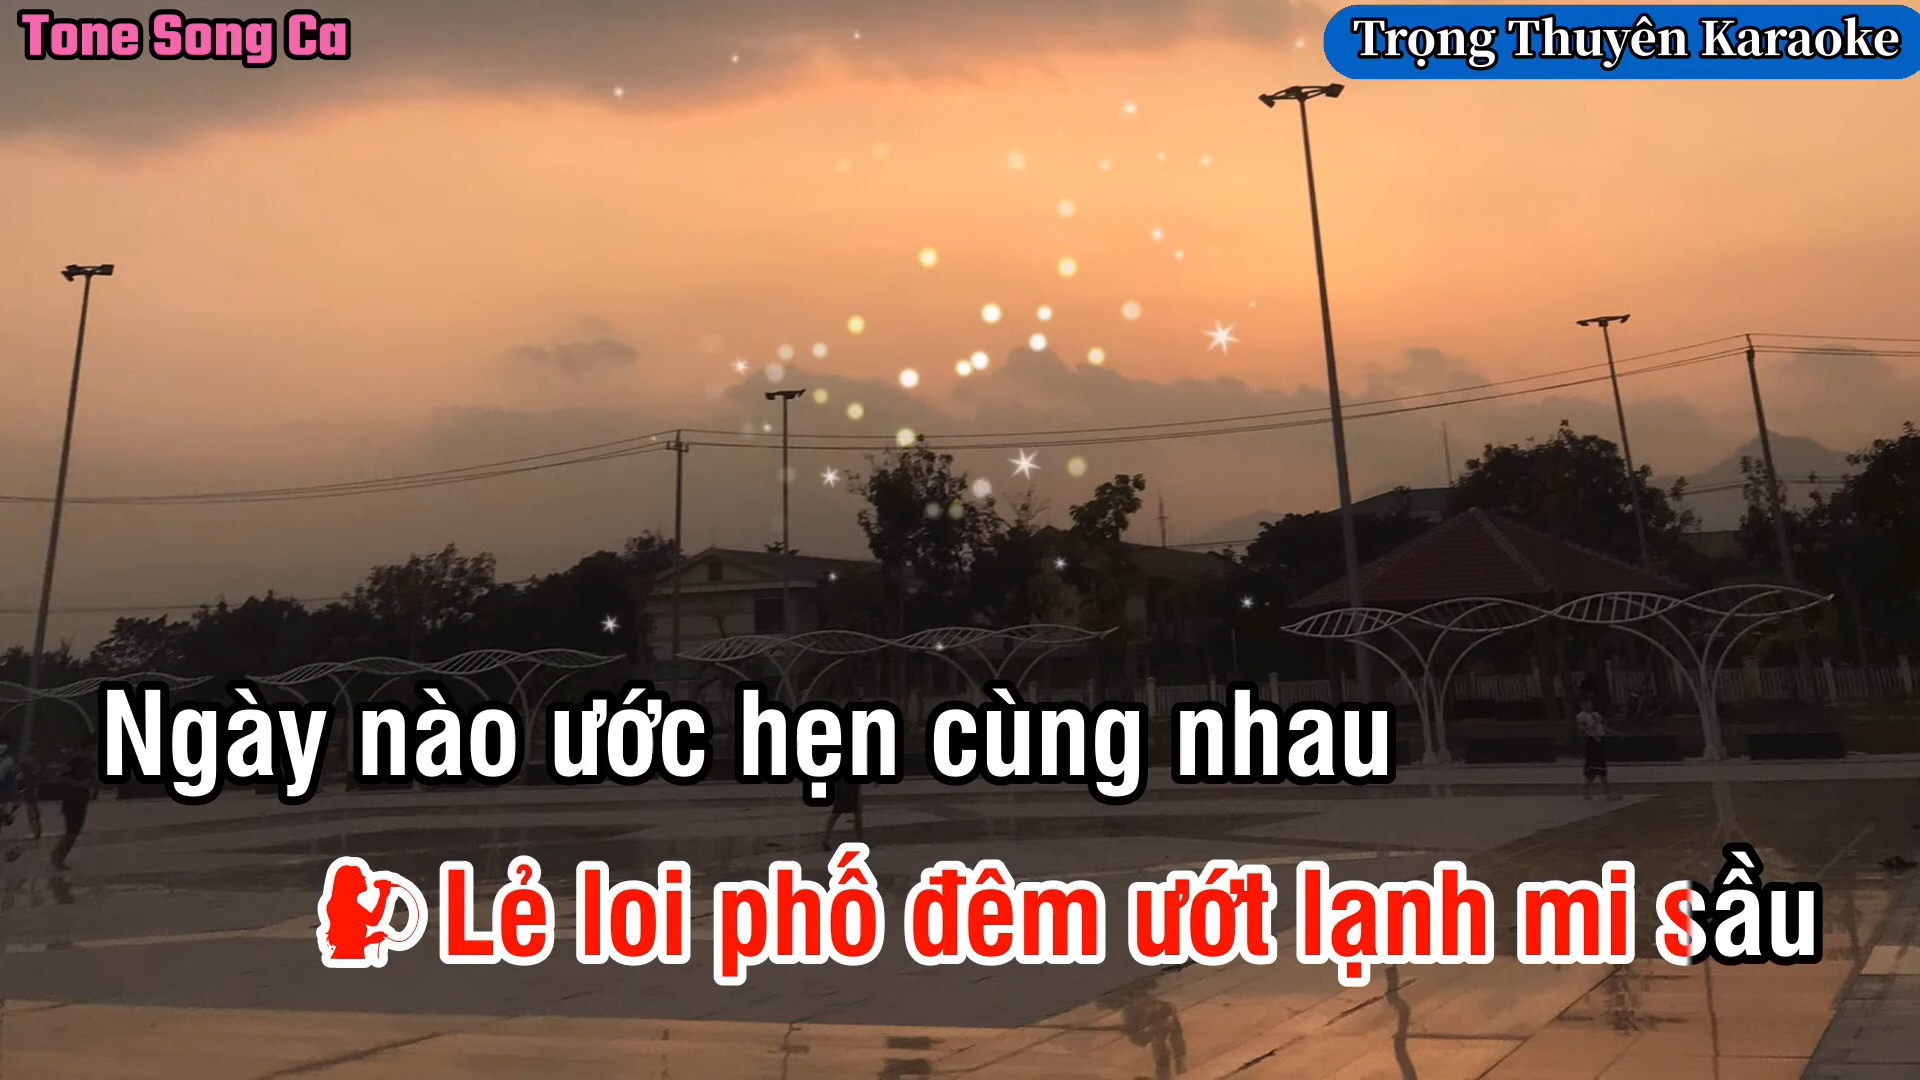 Tone Song Ca
Trọng Thuyên Karaoke
Ngày nào ước hẹn cùng nhau
Lẻ loi phố đêm ướt lạnh mi sầu